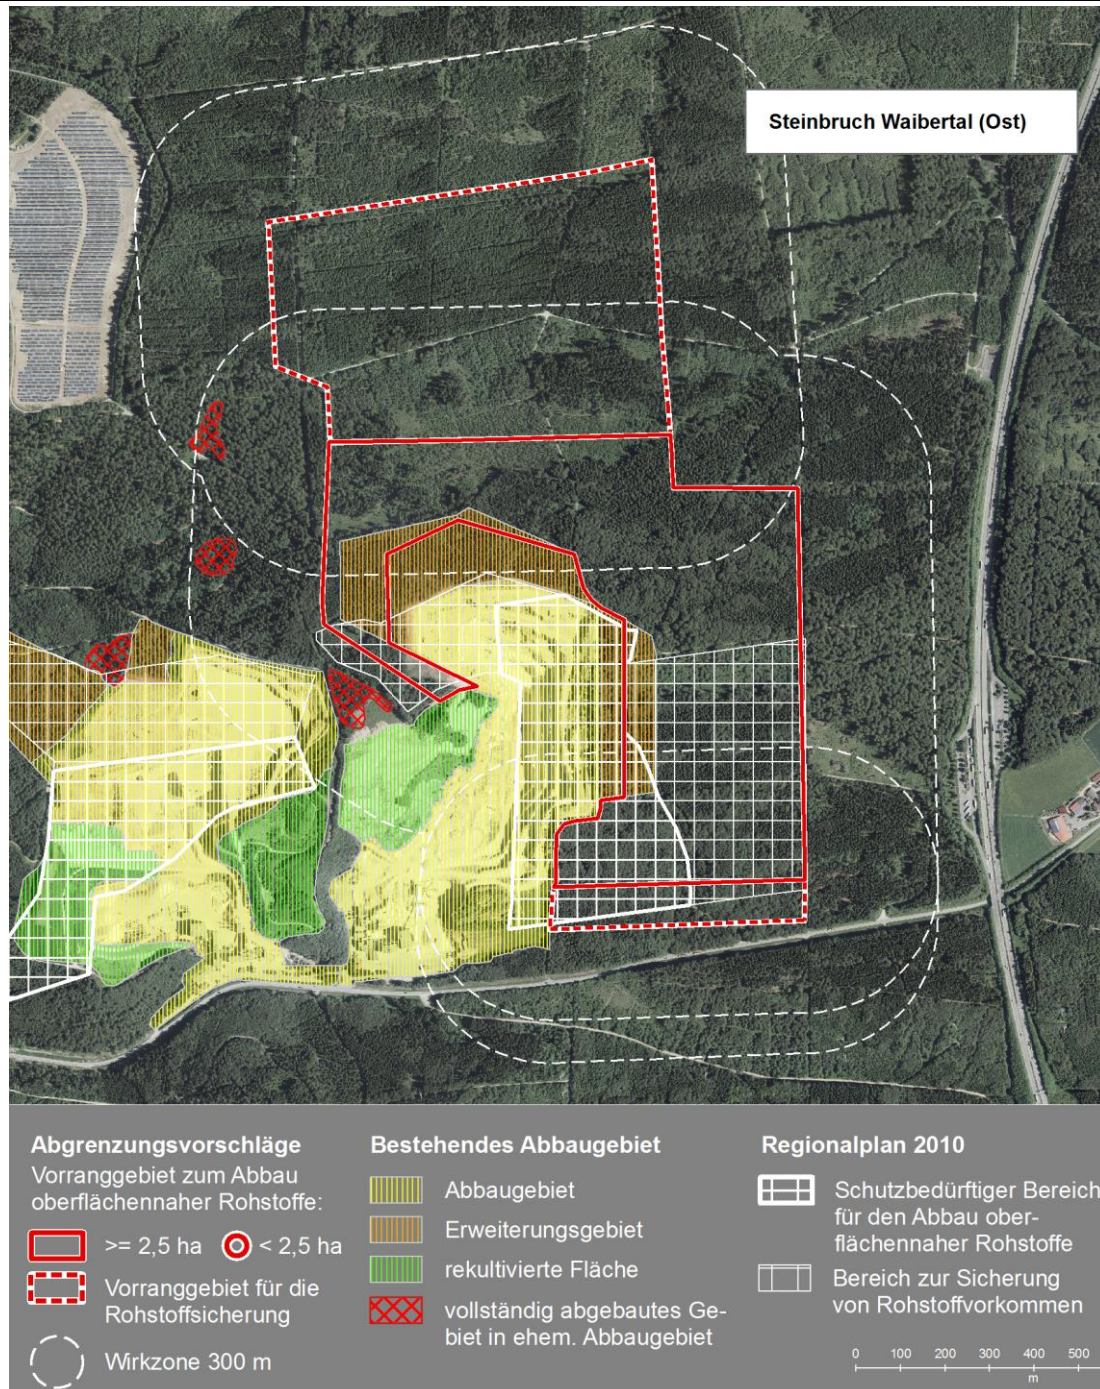 Steinbruch Waibertal (Ost)
Abgrenzungsvorschläge
Vorranggebiet zum Abbau
oberflächennaher Rohstoffe:
>= 2,5 ha < 2,5 ha
Vorranggebiet für die
Rohstoffsicherung
Wirkzone 300 m
Bestehendes Abbaugebiet
Abbaugebiet
Erweiterungsgebiet
rekultivierte Fläche
vollständig abgebautes Ge-
biet in ehem. Abbaugebiet
Regionalplan 2010
Schutzbedürftiger Bereich
für den Abbau ober-
flächennaher Rohstoffe
Bereich zur Sicherung
von Rohstoffvorkommen
0 100 200 300 400 500
m